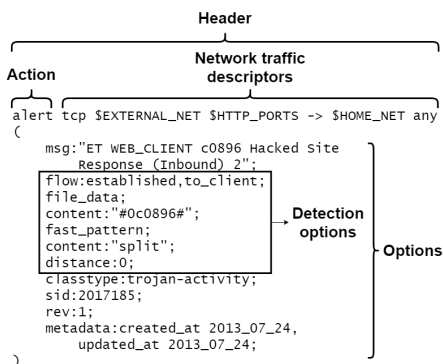 Header
Network traffic
descriptors
Action
alert tcp $EXTERNAL_NET $HTTP_PORTS -> $HOME_NET any
(
msg:"ET WEB_CLIENT c0896 Hacked Site
Response (Inbound) 2";
flow:established,to_client;
file_data;
content:"#0c0896#";
fast_pattern;
content:"split";
distance:0;
classtype:trojan-activity;
sid:2017185;
rev:1;
metadata:created_at 2013_07_24,
updated_at 2013_07_24;
)
Detection
options
Options